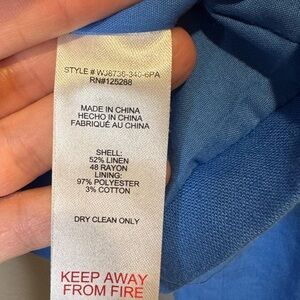 STYLE # WJ8736-340-6PA
RN#125288
MADE IN CHINA
HECHO IN CHINA
FABRIQUÉ AU CHINA
SHELL:
52% LINEN
48 RAYON
LINING:
97% POLYESTER
3% COTTON
DRY CLEAN ONLY
KEEP AWAY
FROM FIRE